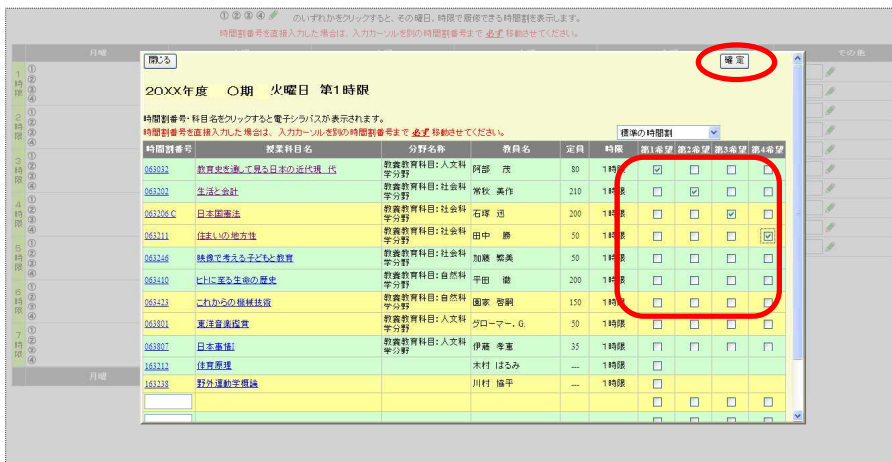 ①②③④ のいずれかをクリックすると、その曜日、時限で履修できる時間割を表示します。
時間割番号を直接入力した場合は、入力カーソルを別の時間割番号まで必ず移動させてください。
月曜 その他
閉じる 確定
20XX年度 〇期 火曜日 第1時限
時間割番号・科目名をクリックすると電子シラバスが表示されます。
時間割番号を直接入力した場合は、入力カーソルを別の時間割番号まで必ず移動させてください。 標準の時間割
時間割番号 授業科目名 分野名称 教員名 定員 時限 第1希望 第2希望 第3希望 第4希望
063032 教育史を通して見る日本の近代現 代 教養教育科目:人文科学分野 阿部 茂 80 1時限
063202 生活と会計 教養教育科目:社会科学分野 常秋 美作 210 1時限
063206 C 日本国憲法 教養教育科目:社会科学分野 石塚 迅 200 1時限
063211 住まいの地方性 教養教育科目:社会科学分野 田中 勝 50 1時限
063246 映像で考える子どもと教育 教養教育科目:社会科学分野 加藤 繁美 50 1時限
063410 ヒトに至る生命の歴史 教養教育科目:自然科学分野 平田 徹 200 1時限
063423 これからの機械技術 教養教育科目:自然科学分野 園家 啓嗣 150 1時限
063801 東洋音楽鑑賞 教養教育科目:人文科学分野 グローマー, G. 50 1時限
063807 日本事情I 教養教育科目:人文科学分野 伊藤 孝恵 35 1時限
163212 体育原理 木村 はるみ --- 1時限
163238 野外運動学概論 川村 協平 --- 1時限
1時限 ①②③④
2時限 ①②③④
3時限 ①②③④
4時限 ①②③④
5時限 ①②③④
6時限 ①②③④
7時限 ①②③④
月曜